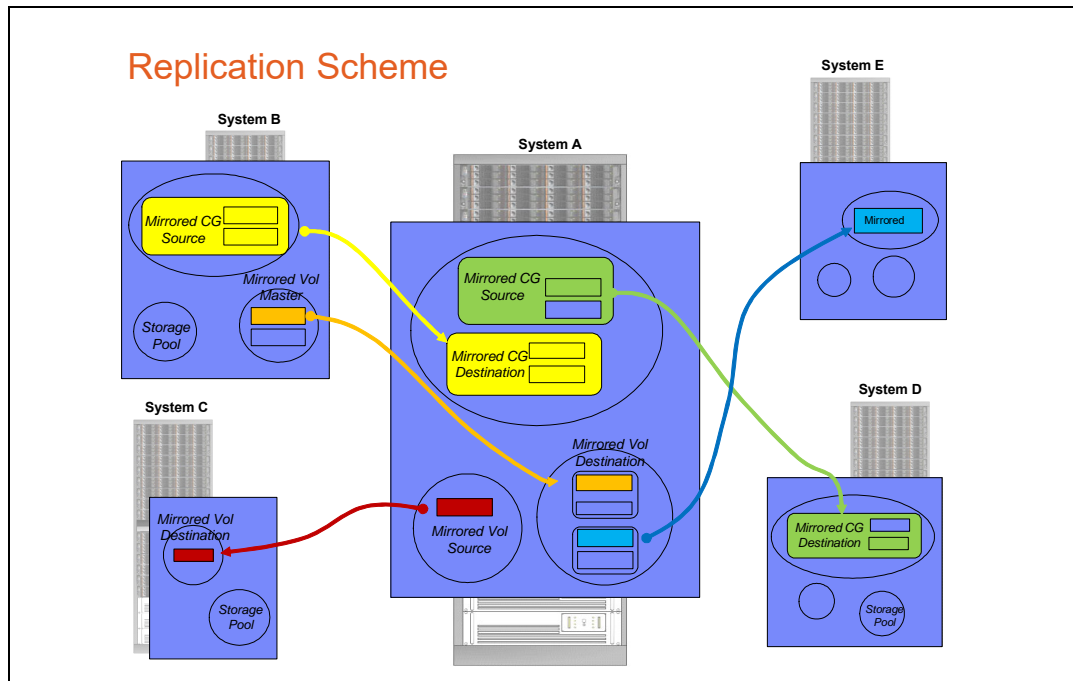 Replication Scheme
System E
System B
System A
Mirrored CG
Source
Mirrored
Mirrored CG
Source
Mirrored Vol
Master
Storage
Pool
Mirrored CG
Destination
System C
System D
Mirrored Vol
Destination
Mirrored Vol
Destination
Mirrored Vol
Source
Mirrored CG
Destination
Storage
Pool
Storage
Pool